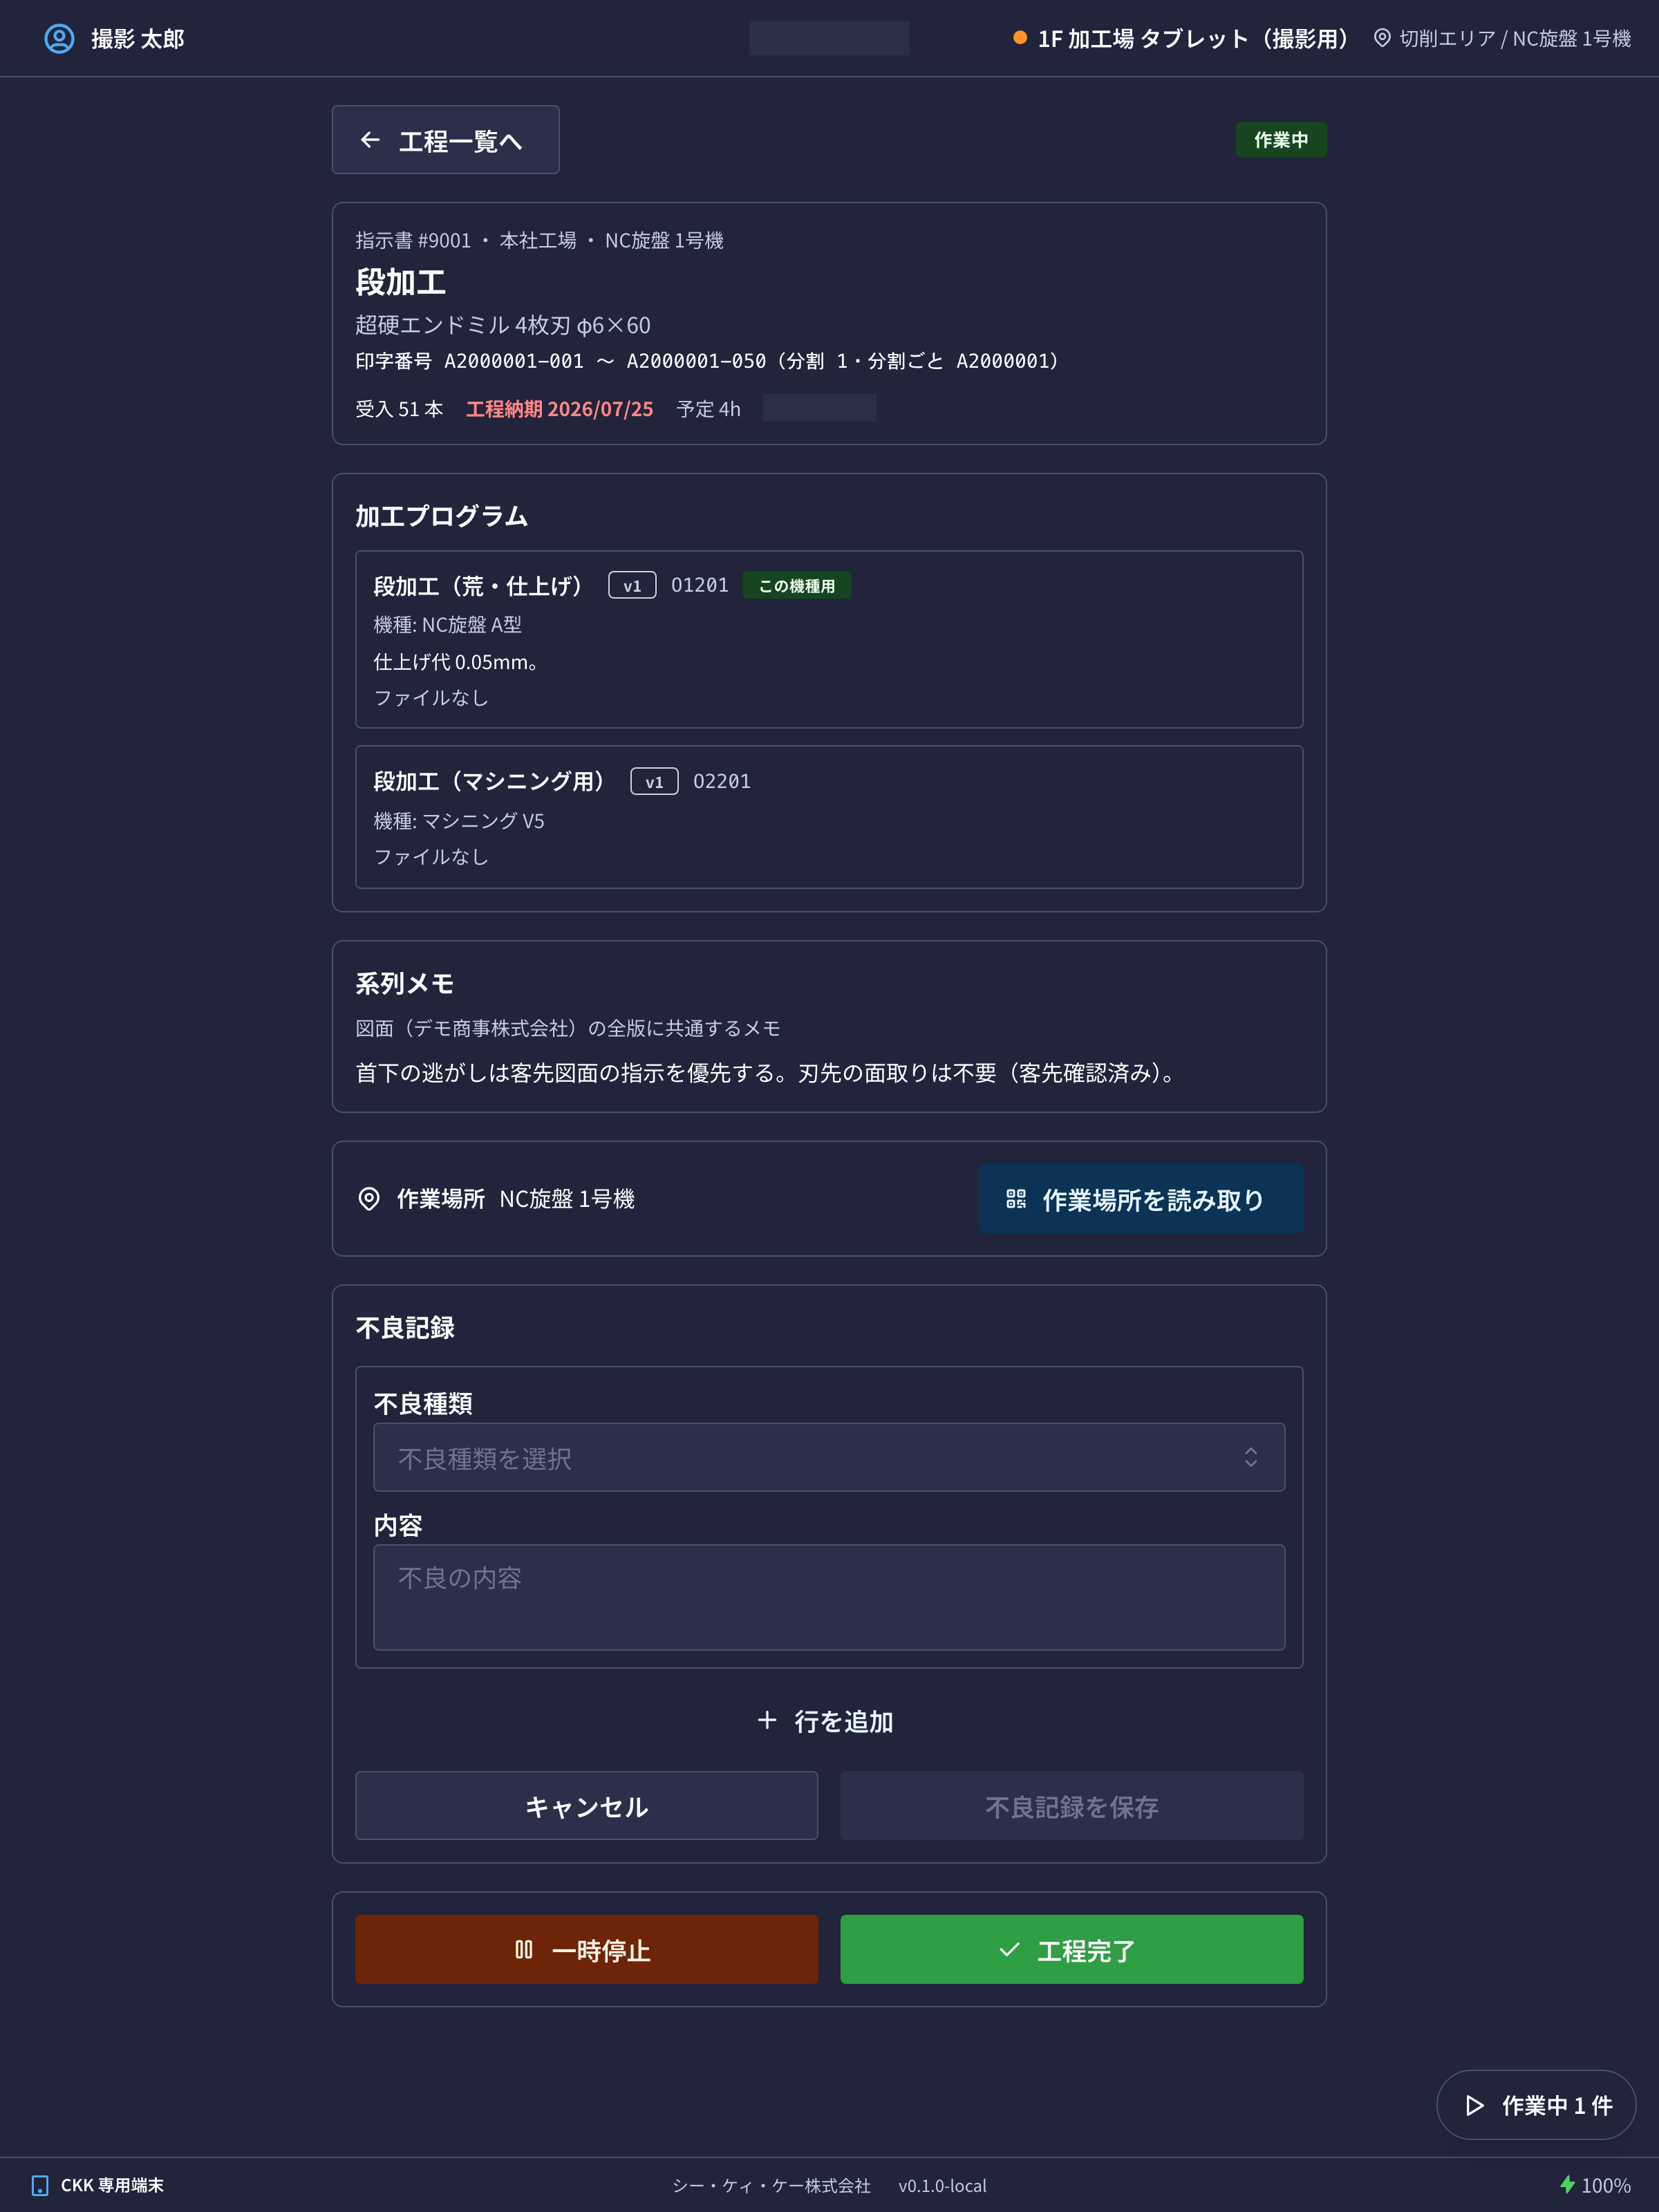 撮影 太郎
1F 加工場 タブレット（撮影用） 切削エリア / NC旋盤 1号機
工程一覧へ
作業中
指示書 #9001 ・ 本社工場 ・ NC旋盤 1号機
段加工
超硬エンドミル 4枚刃 φ6×60
印字番号 A2000001-001 〜 A2000001-050（分割 1・分割ごと A2000001）
受入 51 本 工程納期 2026/07/25 予定 4h
加工プログラム
段加工（荒・仕上げ） v1 O1201 この機種用
機種: NC旋盤 A型
仕上げ代 0.05mm。
ファイルなし
段加工（マシニング用） v1 O2201
機種: マシニング V5
ファイルなし
系列メモ
図面（デモ商事株式会社）の全版に共通するメモ
首下の逃がしは客先図面の指示を優先する。刃先の面取りは不要（客先確認済み）。
作業場所 NC旋盤 1号機
作業場所を読み取り
不良記録
不良種類
不良種類を選択
内容
不良の内容
行を追加
キャンセル
不良記録を保存
一時停止
工程完了
作業中 1 件
CKK 専用端末
シー・ケィ・ケー株式会社 v0.1.0-local
100%